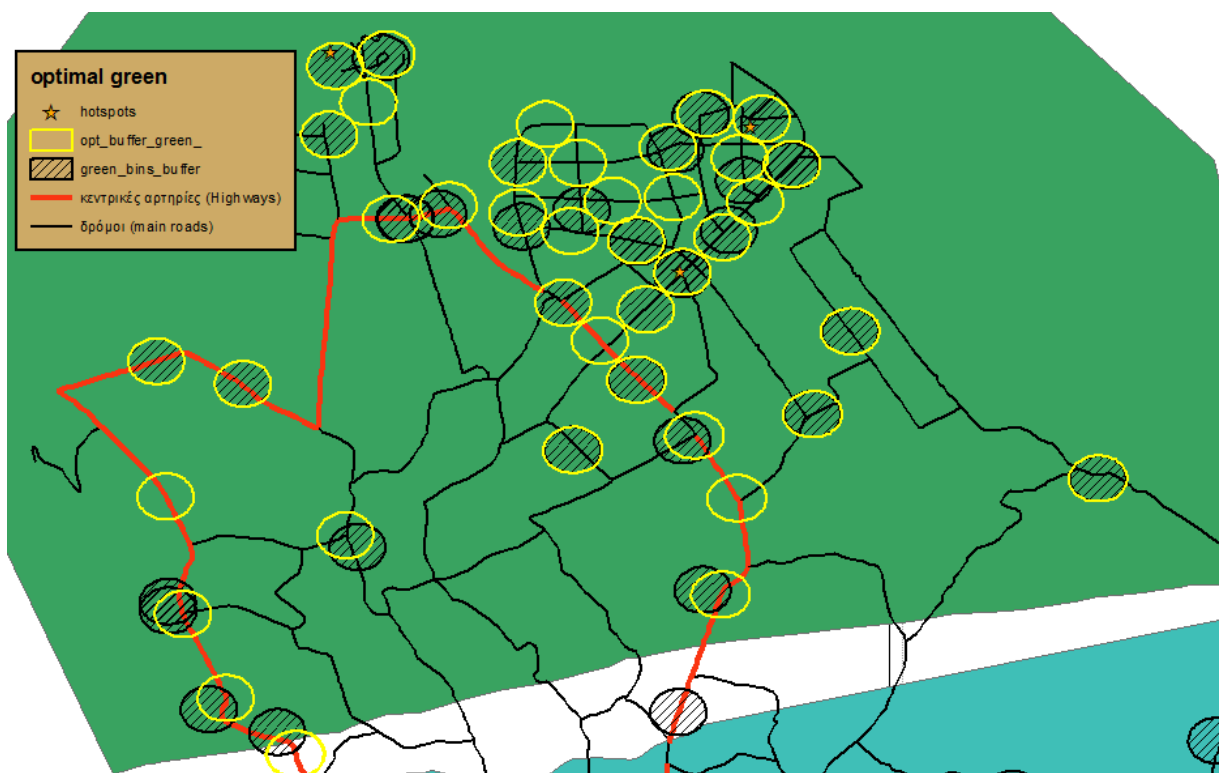 optimal green
hotspots
opt_buffer_green_
green_bins_buffer
κεντρικές αρτηρίες (Highways)
δρόμοι (main roads)